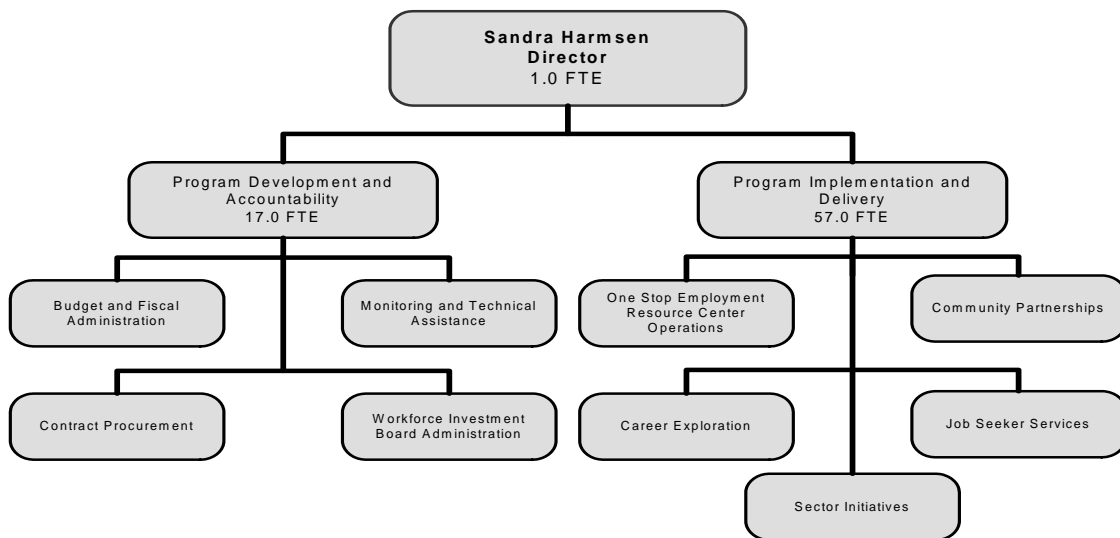 Sandra Harmsen
Director
1.0 FTE
Program Development and
Accountability
17.0 FTE
Program Implementation and
Delivery
57.0 FTE
Budget and Fiscal
Administration
Monitoring and Technical
Assistance
One Stop Employment
Resource Center
Operations
Community Partnerships
Contract Procurement
Workforce Investment
Board Administration
Career Exploration
Job Seeker Services
Sector Initiatives